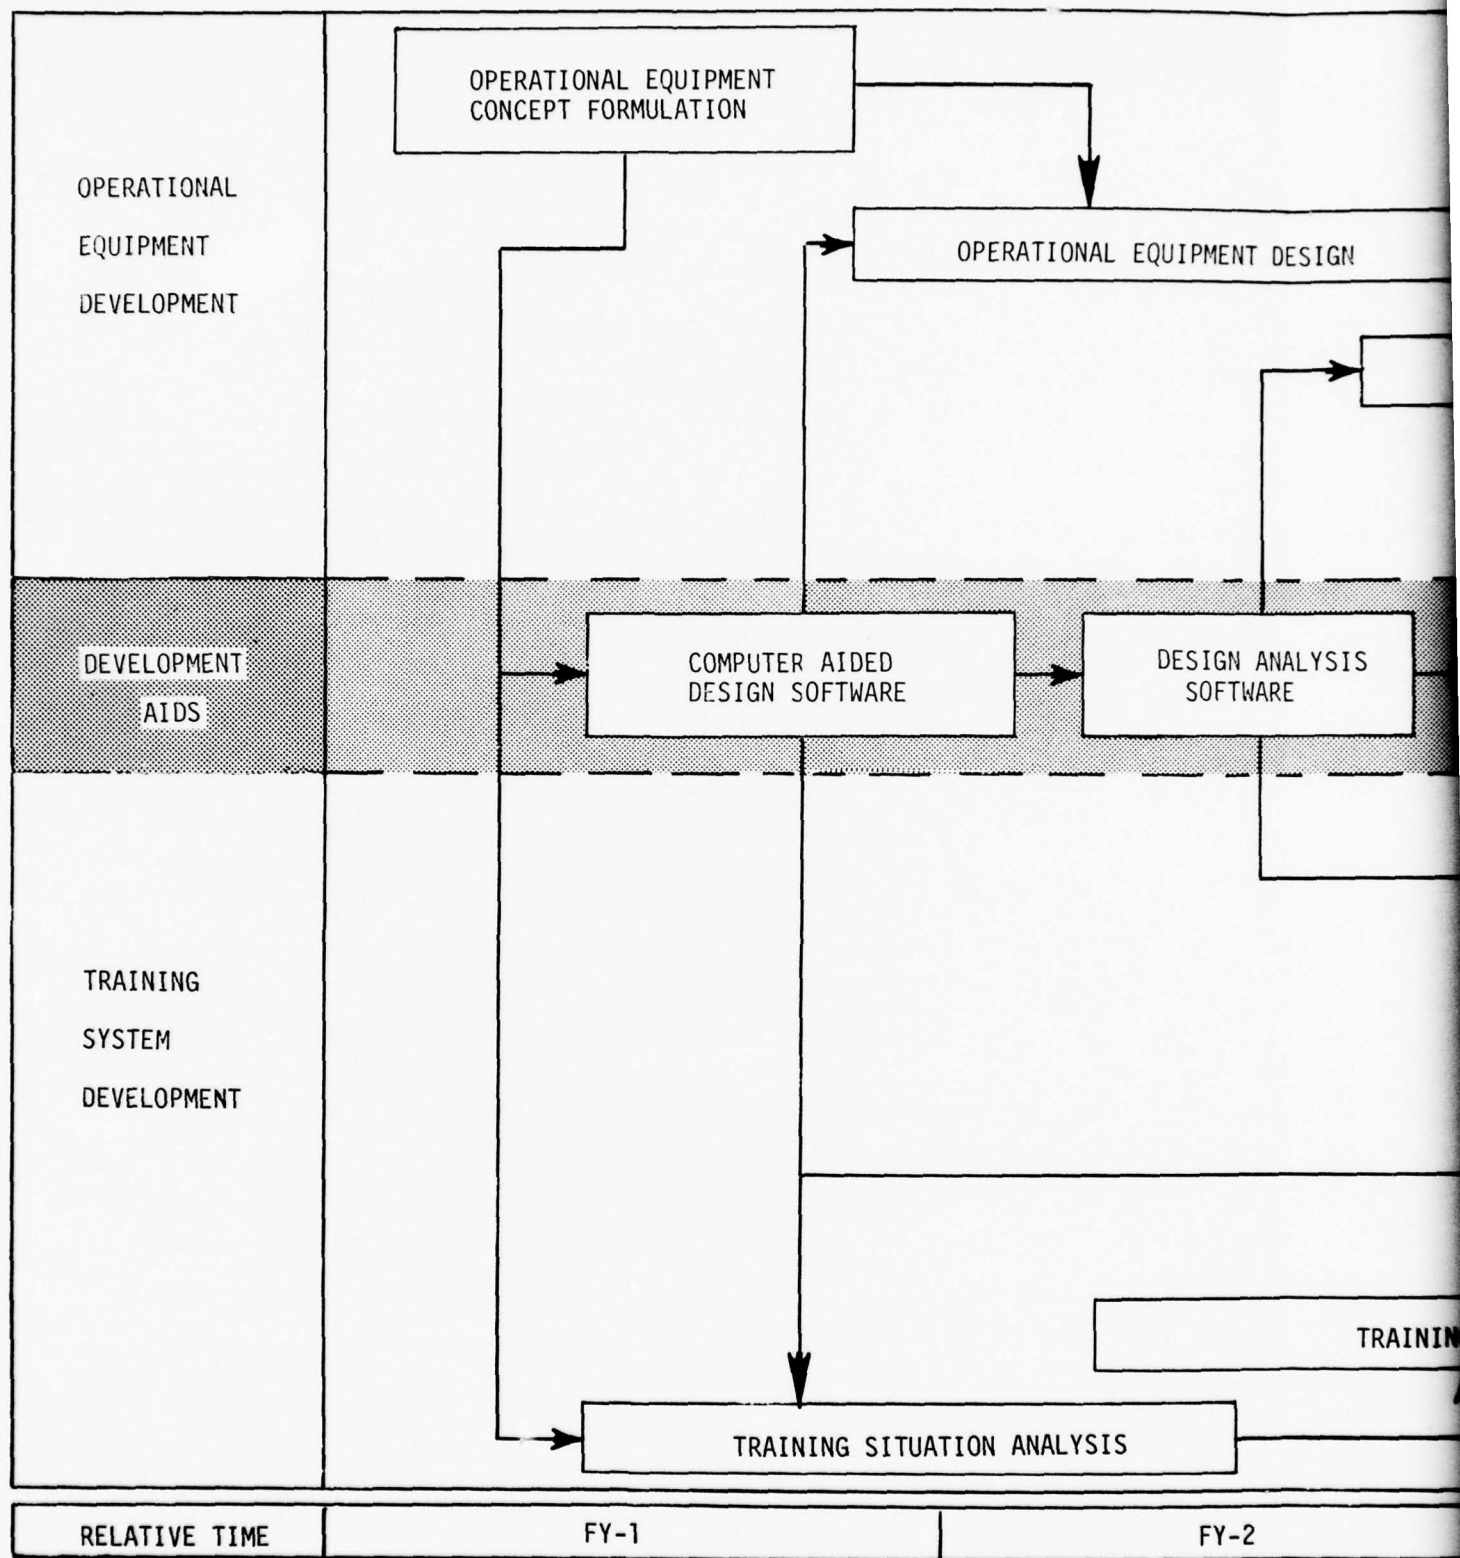 OPERATIONAL EQUIPMENT
CONCEPT FORMULATION
OPERATIONAL
EQUIPMENT
DEVELOPMENT
OPERATIONAL EQUIPMENT DESIGN
DEVELOPMENT
AIDS
COMPUTER AIDED
DESIGN SOFTWARE
DESIGN ANALYSIS
SOFTWARE
TRAINING
SYSTEM
DEVELOPMENT
TRAININ
TRAINING SITUATION ANALYSIS
RELATIVE TIME
FY-1
FY-2